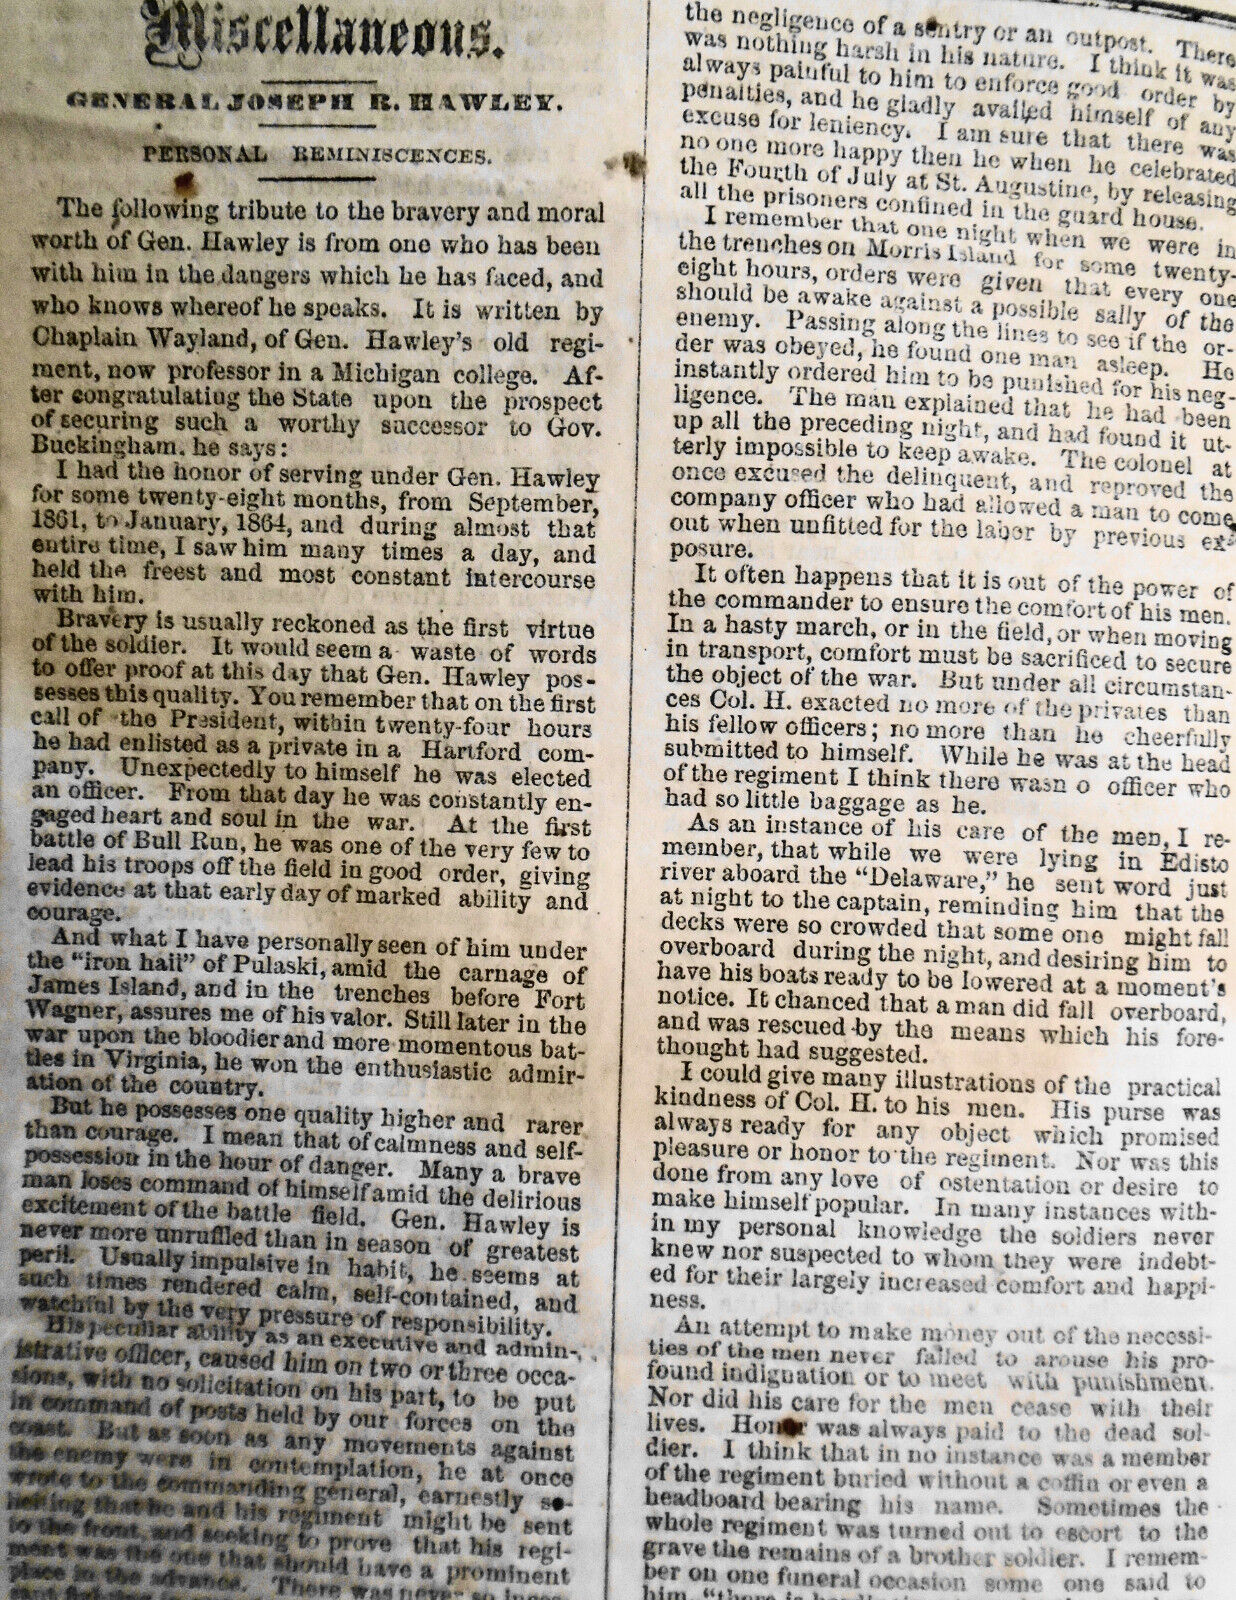 Miscellaneous.
GENERAL JOSEPH R. HAWLEY.
PERSONAL REMINISCENCES.
The following tribute to the bravery and moral
worth of Gen. Hawley is from one who has been
with him in the dangers which he has faced, and
who knows whereof he speaks. It is written by
Chaplain Wayland, of Gen. Hawley's old regi-
ment, now professor in a Michigan college. Af-
ter congratulating the State upon the prospect
of securing such a worthy successor to Gov.
Buckingham, he says:
I had the honor of serving under Gen. Hawley
for some twenty-eight months, from September,
1861, to January, 1864, and during almost that
entire time, I saw him many times a day, and
held the freest and most constant intercourse
with him.
Bravery is usually reckoned as the first virtue
of the soldier. It would seem a waste of words
to offer proof at this day that Gen. Hawley pos-
sesses this quality. You remember that on the first
call of the President, within twenty-four hours
he had enlisted as a private in a Hartford com-
pany. Unexpectedly to himself he was elected
an officer. From that day he was constantly en-
gaged heart and soul in the war. At the first
battle of Bull Run, he was one of the very few to
lead his troops off the field in good order, giving
evidence at that early day of marked ability and
courage.
And what I have personally seen of him under
the "iron hail" of Pulaski, amid the carnage of
James Island, and in the trenches before Fort
Wagner, assures me of his valor. Still later in the
war upon the bloodier and more momentous bat-
tles in Virginia, he won the enthusiastic admir-
ation of the country.
But he possesses one quality higher and rarer
than courage. I mean that of calmness and self-
possession in the hour of danger. Many a brave
man loses command of himself amid the delirious
excitement of the battle field. Gen. Hawley is
never more unruffled than in season of greatest
peril. Usually impulsive in habit, he seems at
such times rendered calm, self-contained, and
watchful by the very pressure of responsibility.
His peculiar ability as an executive and admin-
istrative officer, caused him on two or three occa-
sions, with no solicitation on his part, to be put
in command of posts held by our forces on the
coast. But as soon as any movements against
the enemy were in contemplation, he at once
wrote to the commanding general, earnestly so-
liciting that he and his regiment might be sent
to the front, and seeking to prove that his regi-
ment was the one that should have a prominent
place in the advance. There was never so
the negligence of a sentry or an outpost. There
was nothing harsh in his nature. I think it was
always painful to him to enforce good order by
penalties, and he gladly availed himself of any
excuse for leniency. I am sure that there was
no one more happy then he when he celebrated
the Fourth of July at St. Augustine, by releasing
all the prisoners confined in the guard house.
I remember that one night when we were in
the trenches on Morris Island for some twenty-
eight hours, orders were given that every one
should be awake against a possible sally of the
enemy. Passing along the lines to see if the or-
der was obeyed, he found one man asleep. He
instantly ordered him to be punished for his neg-
ligence. The man explained that he had been
up all the preceding night, and had found it ut-
terly impossible to keep awake. The colonel at
once excused the delinquent, and reproved the
company officer who had allowed a man to come
out when unfitted for the labor by previous ex-
posure.
It often happens that it is out of the power of
the commander to ensure the comfort of his men.
In a hasty march, or in the field, or when moving
in transport, comfort must be sacrificed to secure
the object of the war. But under all circumstan-
ces Col. H. exacted no more of the privates than
his fellow officers; no more than he cheerfully
submitted to himself. While he was at the head
of the regiment I think there wasn o officer who
had so little baggage as he.
As an instance of his care of the men, I re-
member, that while we were lying in Edisto
river aboard the "Delaware," he sent word just
at night to the captain, reminding him that the
decks were so crowded that some one might fall
overboard during the night, and desiring him to
have his boats ready to be lowered at a moment's
notice. It chanced that a man did fall overboard,
and was rescued by the means which his fore-
thought had suggested.
I could give many illustrations of the practical
kindness of Col. H. to his men. His purse was
always ready for any object which promised
pleasure or honor to the regiment. Nor was this
done from any love of ostentation or desire to
make himself popular. In many instances with-
in my personal knowledge the soldiers never
knew nor suspected to whom they were indebt-
ed for their largely increased comfort and happi-
ness.
An attempt to make money out of the necessi-
ties of the men never failed to arouse his pro-
found indignation or to meet with punishment.
Nor did his care for the men cease with their
lives. Honor was always paid to the dead sol-
dier. I think that in no instance was a member
of the regiment buried without a coffin or even a
headboard bearing his name. Sometimes the
whole regiment was turned out to escort to the
grave the remains of a brother soldier. I remem-
ber on one funeral occasion some one said to
him, "there is